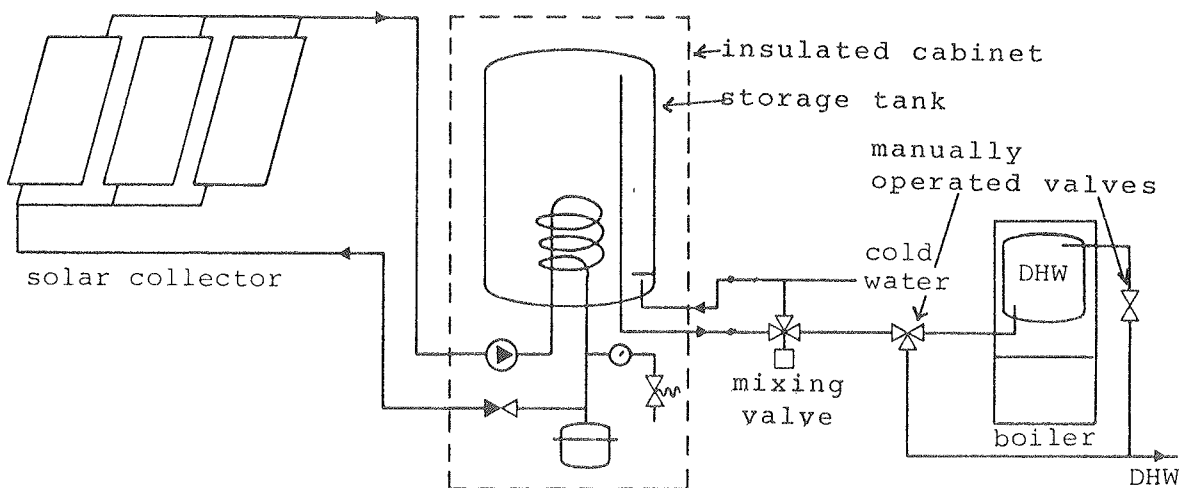 insulated cabinet
storage tank
manually
operated valves
cold
water
solar collector
DHW
mixing
valve
boiler
DHW